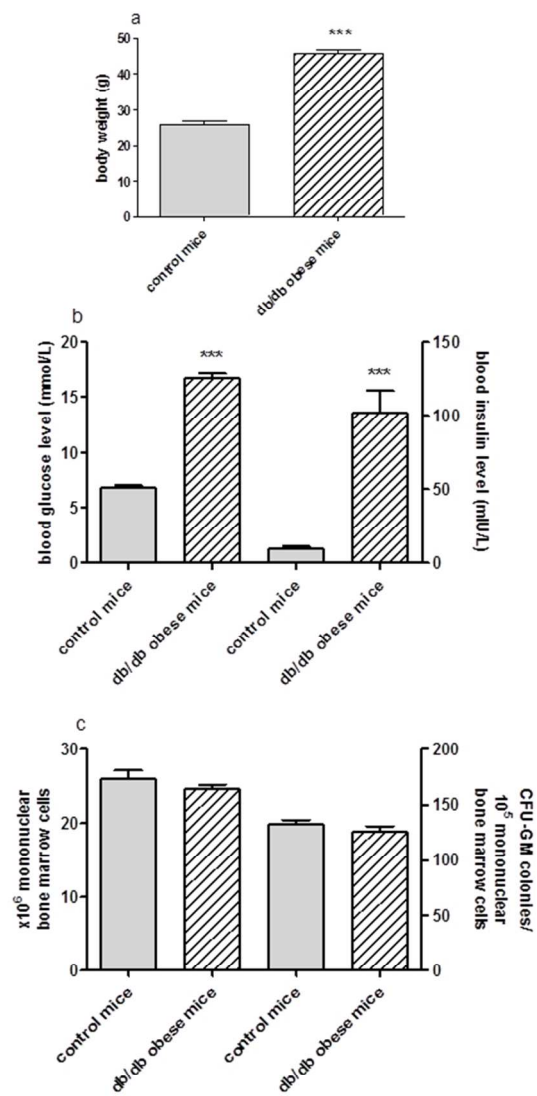 a
body weight (g)
50
40
30
20
10
0
***
control mice
db/db obese mice
b
blood glucose level (mmol/L)
20
15
10
5
0
***
***
150
100
50
0
blood insulin level (mIU/L)
control mice
db/db obese mice
control mice
db/db obese mice
c
x10⁶ mononuclear
bone marrow cells
30
20
10
0
200
150
100
50
0
CFU-GM colonies/
10⁵ mononuclear
bone marrow cells
control mice
db/db obese mice
control mice
db/db obese mice